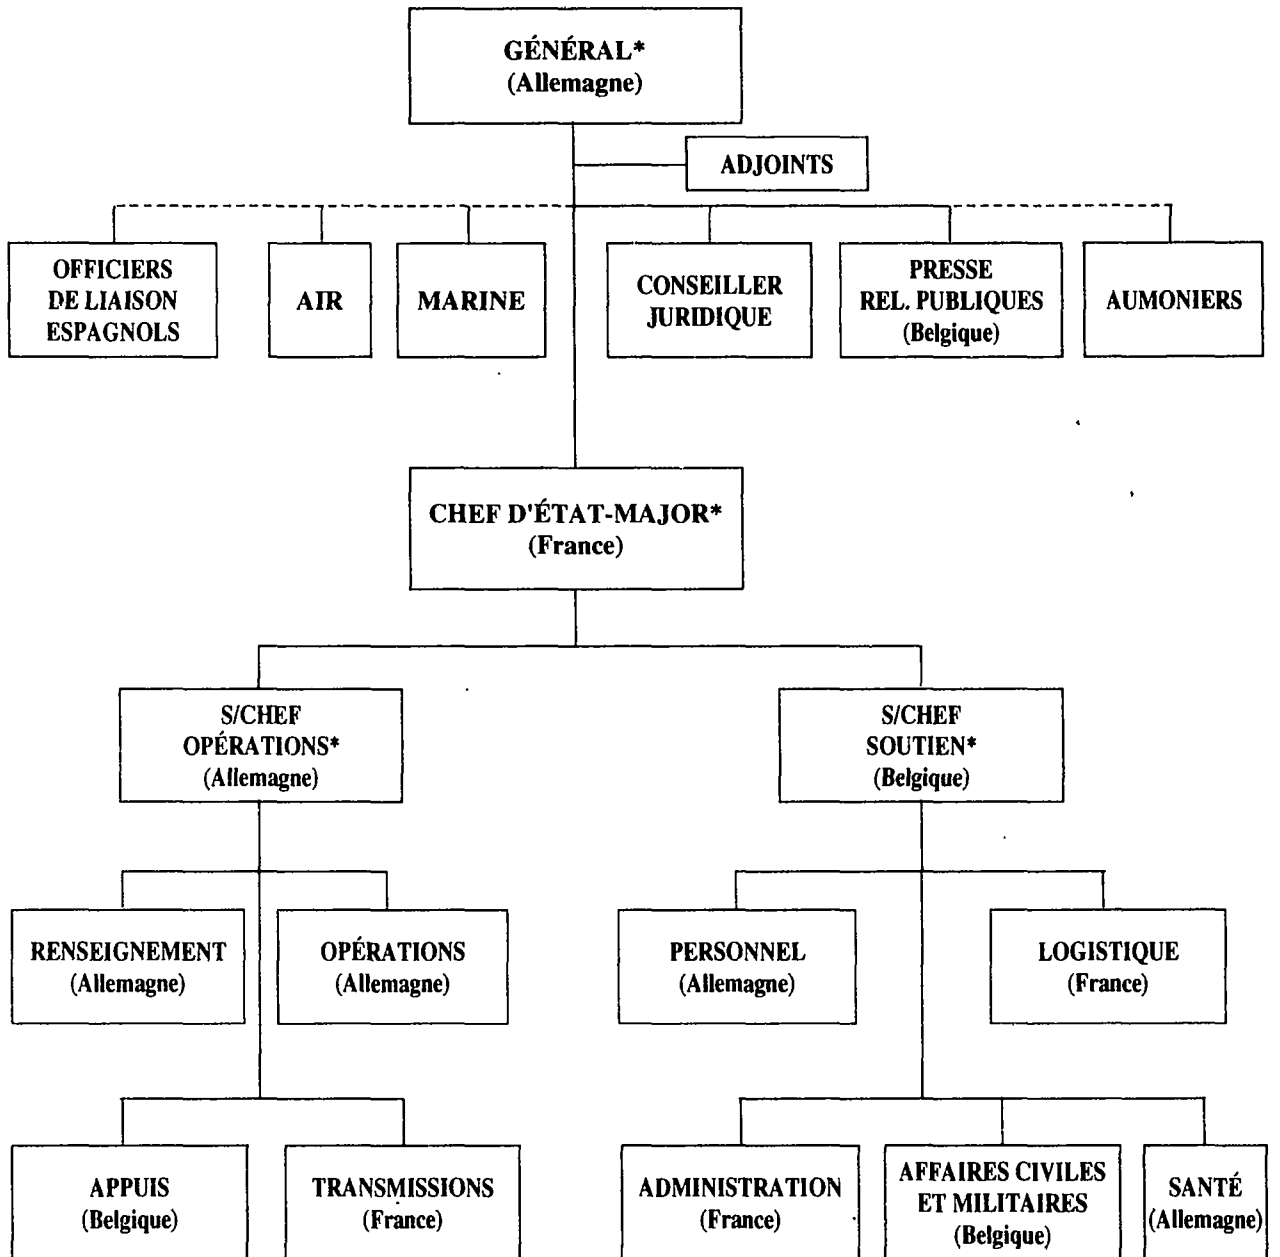 GÉNÉRAL*
(Allemagne)
ADJOINTS
OFFICIERS
DE LIAISON
ESPAGNOLS
AIR
MARINE
CONSEILLER
JURIDIQUE
PRESSE
REL. PUBLIQUES
(Belgique)
AUMONIERS
CHEF D'ÉTAT-MAJOR*
(France)
S/CHEF
OPÉRATIONS*
(Allemagne)
S/CHEF
SOUTIEN*
(Belgique)
RENSEIGNEMENT
(Allemagne)
OPÉRATIONS
(Allemagne)
PERSONNEL
(Allemagne)
LOGISTIQUE
(France)
APPUIS
(Belgique)
TRANSMISSIONS
(France)
ADMINISTRATION
(France)
AFFAIRES CIVILES
ET MILITAIRES
(Belgique)
SANTÉ
(Allemagne)